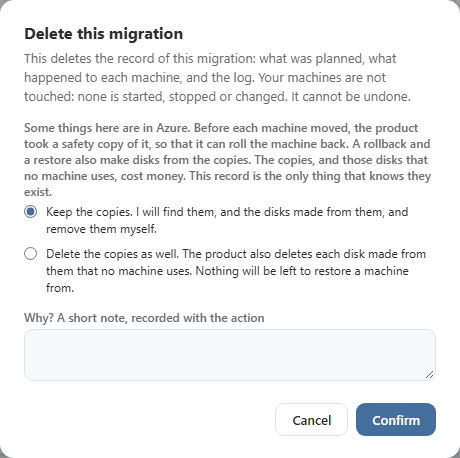 Delete this migration
This deletes the record of this migration: what was planned, what
happened to each machine, and the log. Your machines are not
touched: none is started, stopped or changed. It cannot be undone.
Some things here are in Azure. Before each machine moved, the product
took a safety copy of it, so that it can roll the machine back. A rollback and
a restore also make disks from the copies. The copies, and those disks that
no machine uses, cost money. This record is the only thing that knows they
exist.
Keep the copies. I will find them, and the disks made from them, and
remove them myself.
Delete the copies as well. The product also deletes each disk made from
them that no machine uses. Nothing will be left to restore a machine
from.
Why? A short note, recorded with the action
Cancel
Confirm